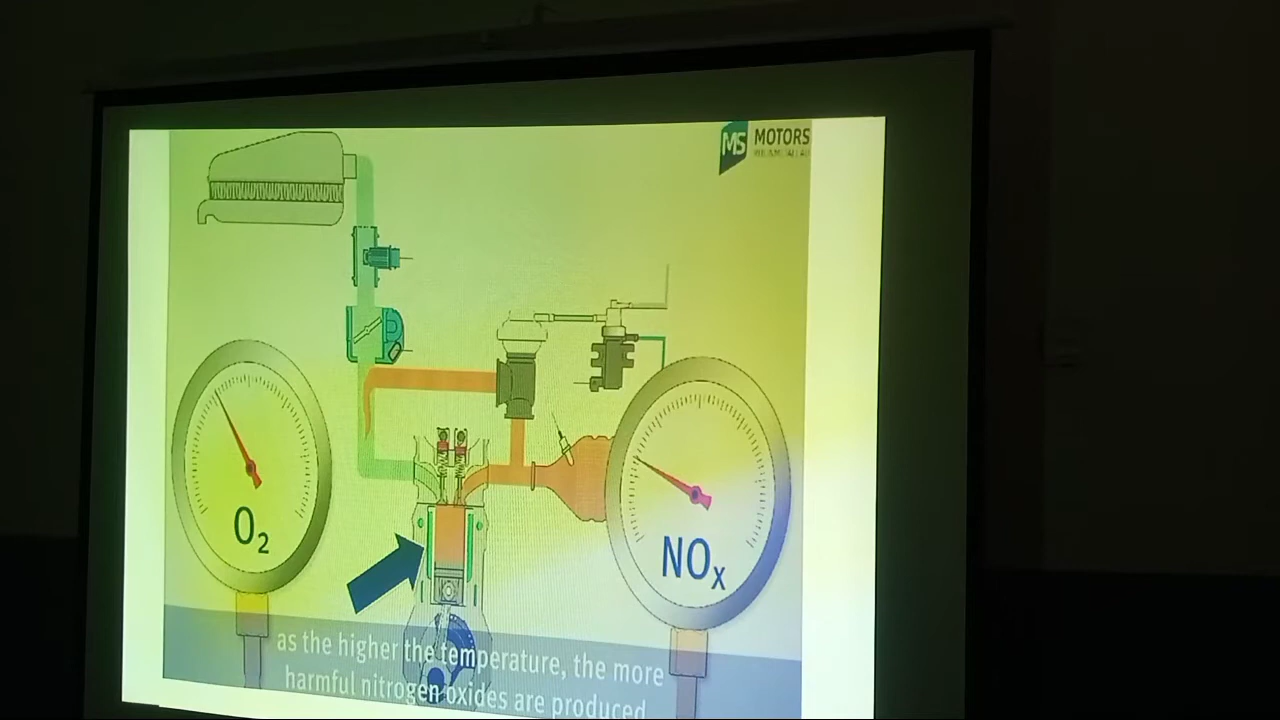 MS MOTORS
O₂
NOₓ
as the higher the temperature, the more
harmful nitrogen oxides are produced